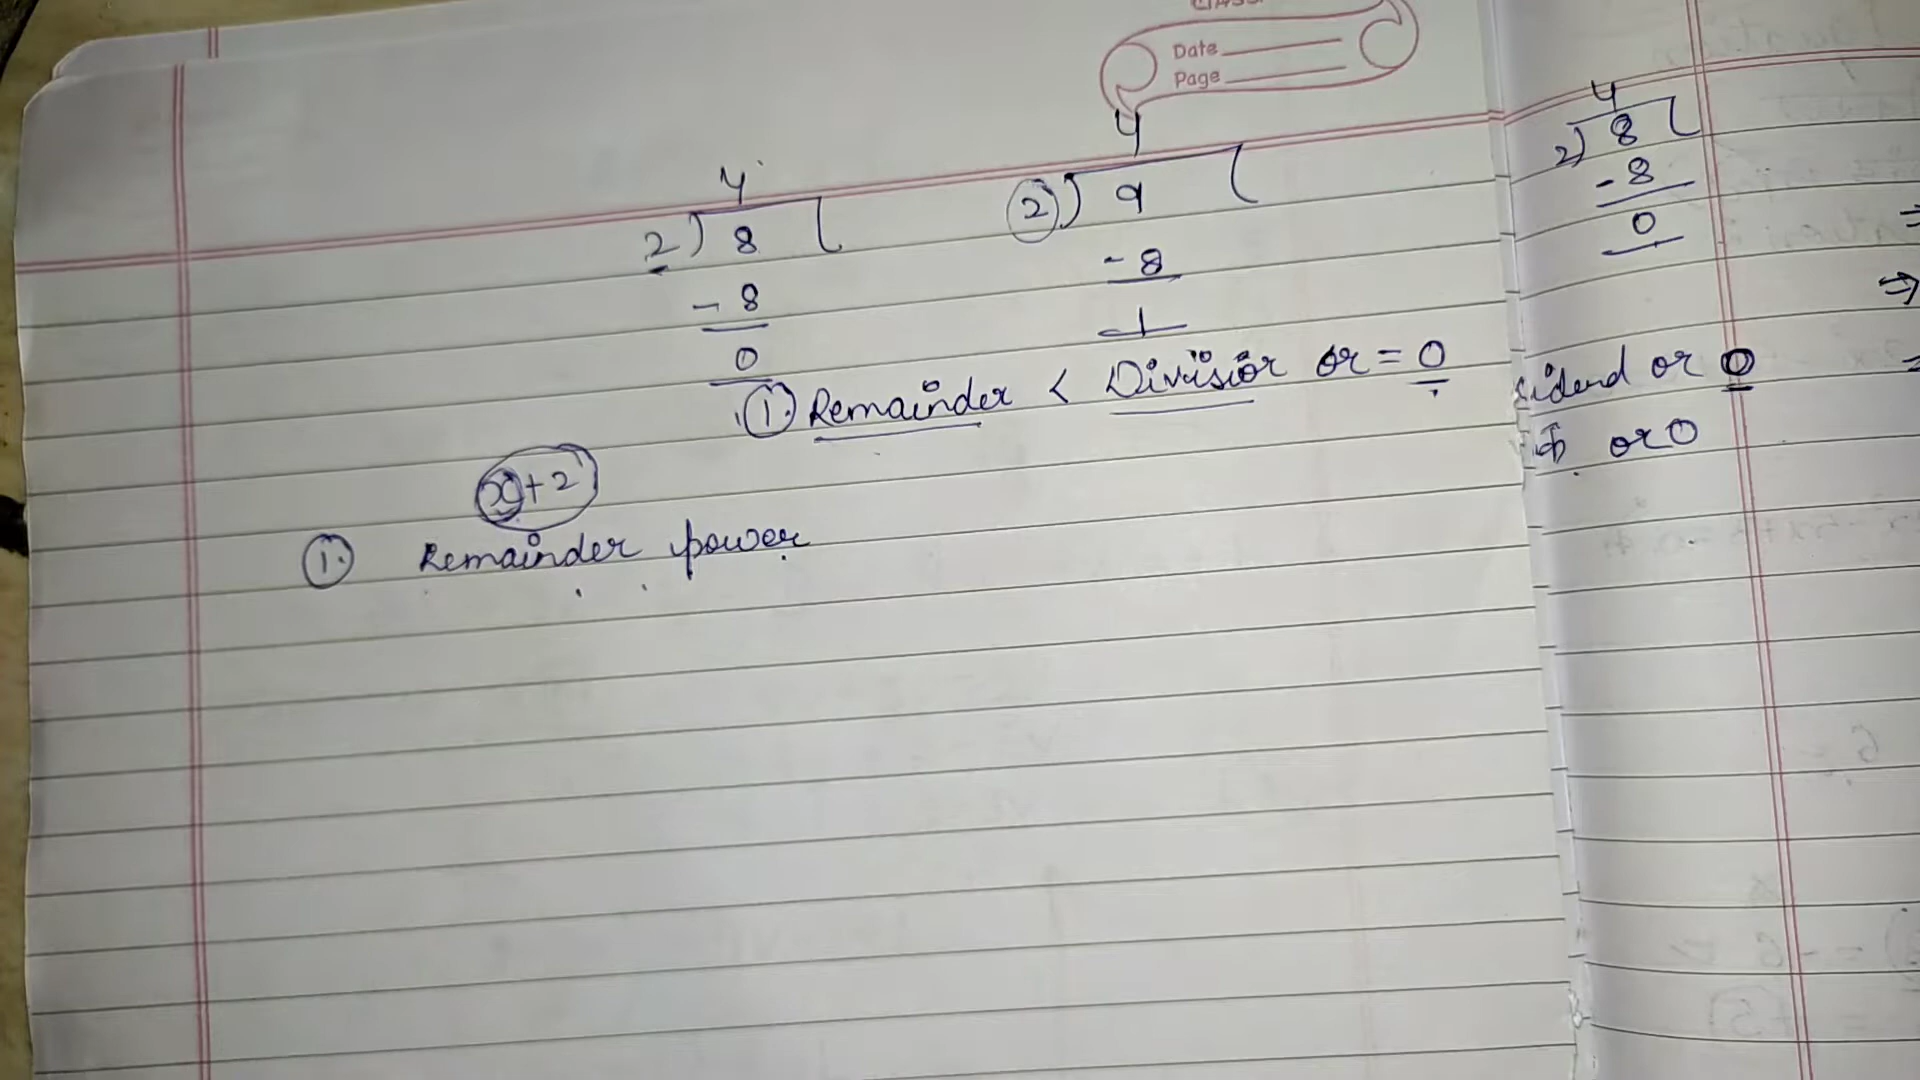 Date
Page
4
2) 8
- 8
0
4
2) 9
- 8
1
① Remainder < Divisior or = 0
x+2
①. Remainder power
4
2) 8
- 8
0
or 0
or 0